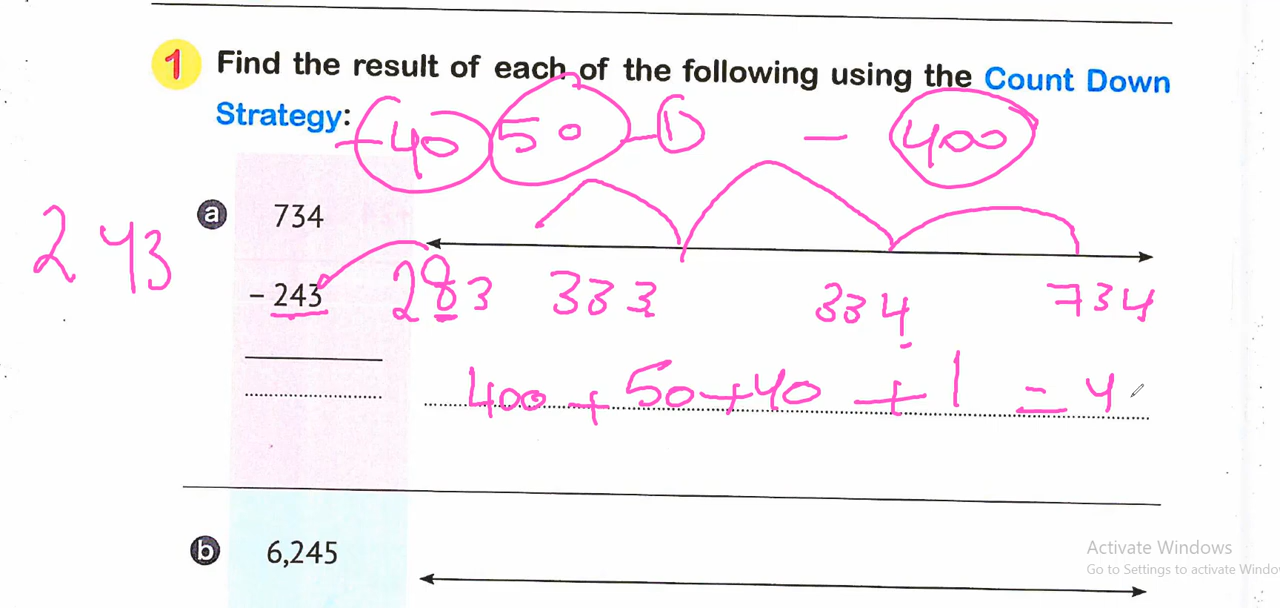 1 Find the result of each of the following using the Count Down
Strategy:
- 40 50 - 1 - 400
a 734
243
- 243 283 333 334 734
400 + 50 + 40 + 1 = 4
b 6,245
Activate Windows
Go to Settings to activate Windo